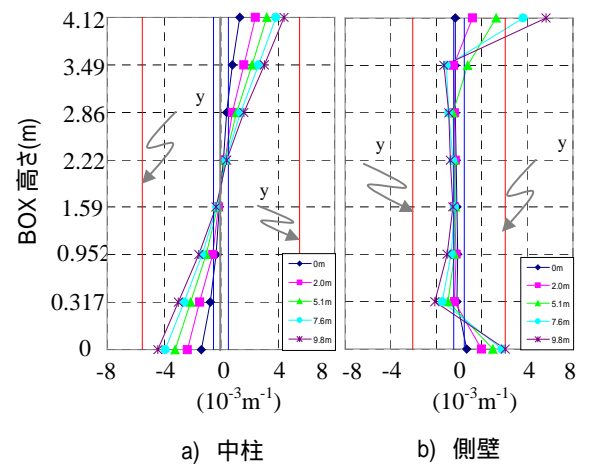 BOX 高さ(m)
4.12
3.49
2.86
2.22
1.59
0.952
0.317
0
y
y
0m
2.0m
5.1m
7.6m
9.8m
-8 -4 0 4 8
(10-3m-1)
a) 中柱
y
y
0m
2.0m
5.1m
7.6m
9.8m
-8 -4 0 4 8
(10-3m-1)
b) 側壁